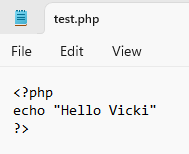 test.php
File Edit View
<?php
echo "Hello Vicki"
?>